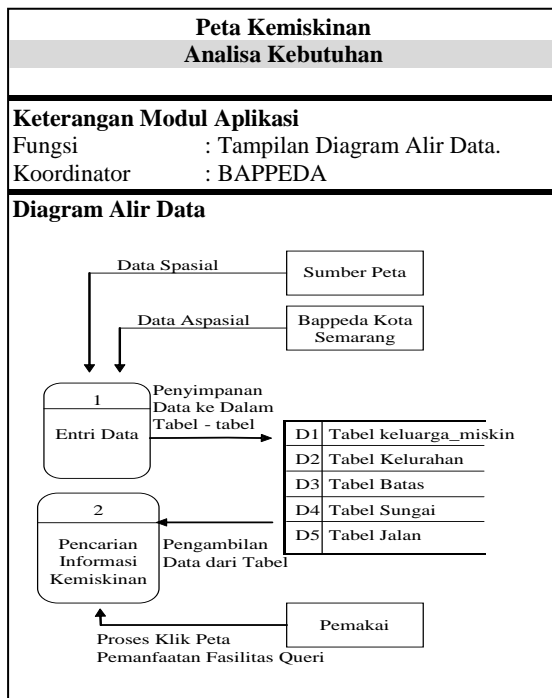 Peta Kemiskinan
Analisa Kebutuhan
Keterangan Modul Aplikasi
Fungsi : Tampilan Diagram Alir Data.
Koordinator : BAPPEDA
Diagram Alir Data
Data Spasial
Sumber Peta
Data Aspasial
Bappeda Kota
Semarang
1
Entri Data
Penyimpanan
Data ke Dalam
Tabel - tabel
D1 Tabel keluarga_miskin
D2 Tabel Kelurahan
D3 Tabel Batas
D4 Tabel Sungai
D5 Tabel Jalan
2
Pencarian
Informasi
Kemiskinan
Pengambilan
Data dari Tabel
Pemakai
Proses Klik Peta
Pemanfaatan Fasilitas Queri